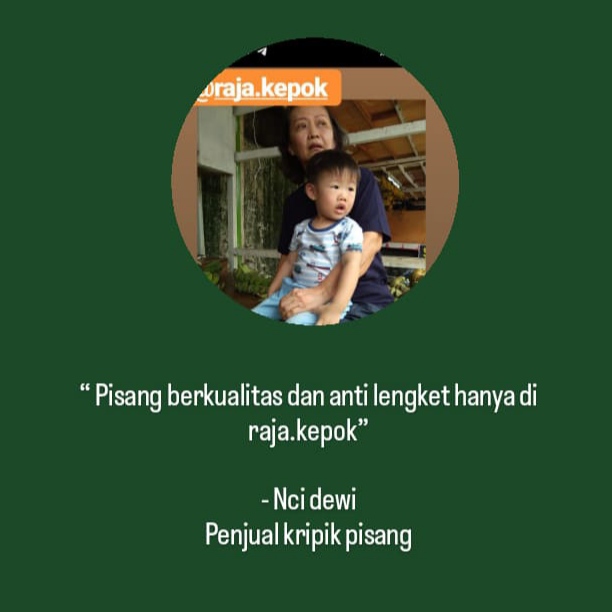 @raja.kepok
“ Pisang berkualitas dan anti lengket hanya di
raja.kepok”
- Nci dewi
Penjual kripik pisang